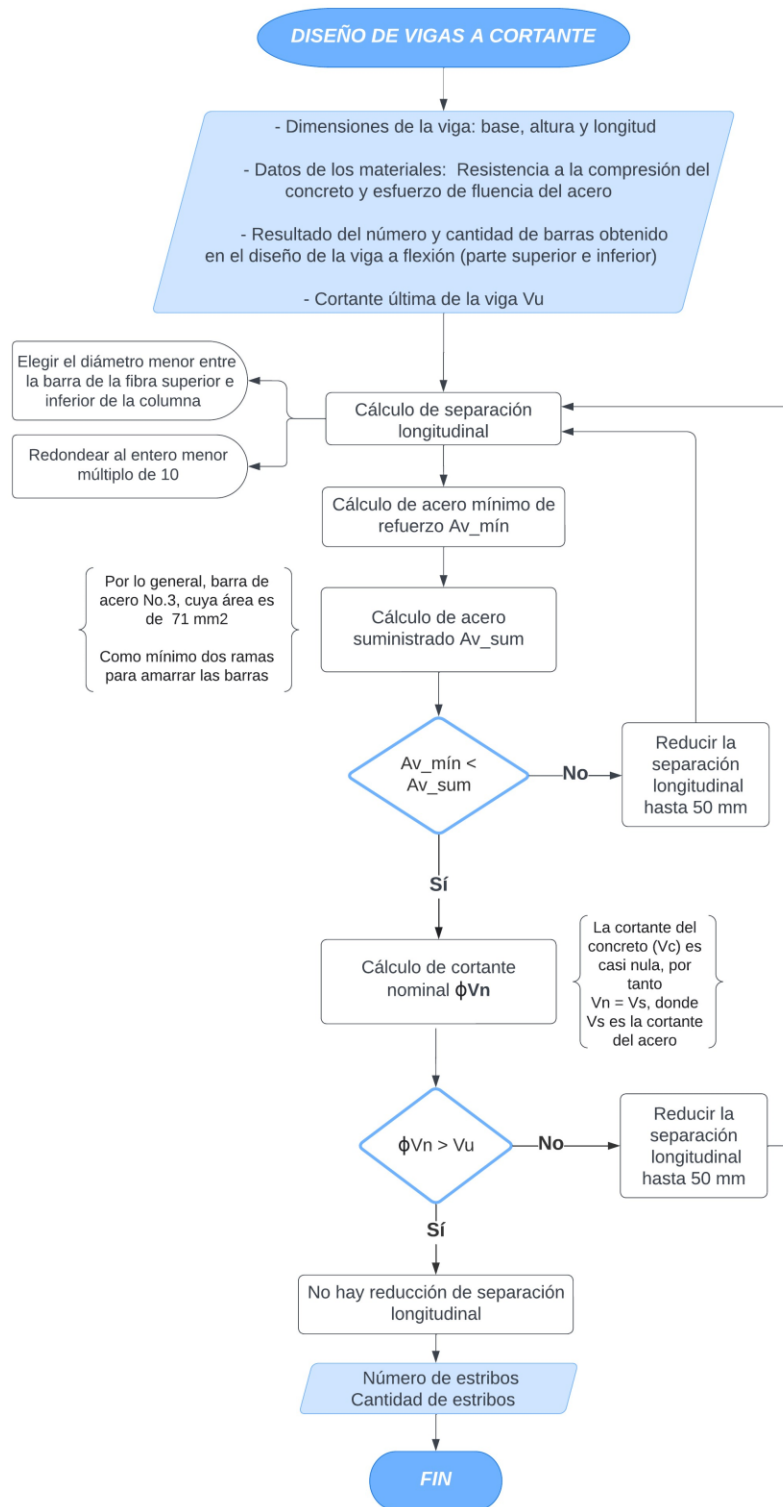 DISEÑO DE VIGAS A CORTANTE
- Dimensiones de la viga: base, altura y longitud
- Datos de los materiales: Resistencia a la compresión del
concreto y esfuerzo de fluencia del acero
- Resultado del número y cantidad de barras obtenido
en el diseño de la viga a flexión (parte superior e inferior)
- Cortante última de la viga Vu
Elegir el diámetro menor entre
la barra de la fibra superior e
inferior de la columna
Redondear al entero menor
múltiplo de 10
Cálculo de separación
longitudinal
Cálculo de acero mínimo de
refuerzo Av_mín
Por lo general, barra de
acero No.3, cuya área es
de 71 mm2
Como mínimo dos ramas
para amarrar las barras
Cálculo de acero
suministrado Av_sum
Av_mín <
Av_sum
No
Reducir la
separación
longitudinal
hasta 50 mm
Sí
Cálculo de cortante
nominal ϕVn
La cortante del
concreto (Vc) es
casi nula, por
tanto
Vn = Vs, donde
Vs es la cortante
del acero
ϕVn > Vu
No
Reducir la
separación
longitudinal
hasta 50 mm
Sí
No hay reducción de separación
longitudinal
Número de estribos
Cantidad de estribos
FIN